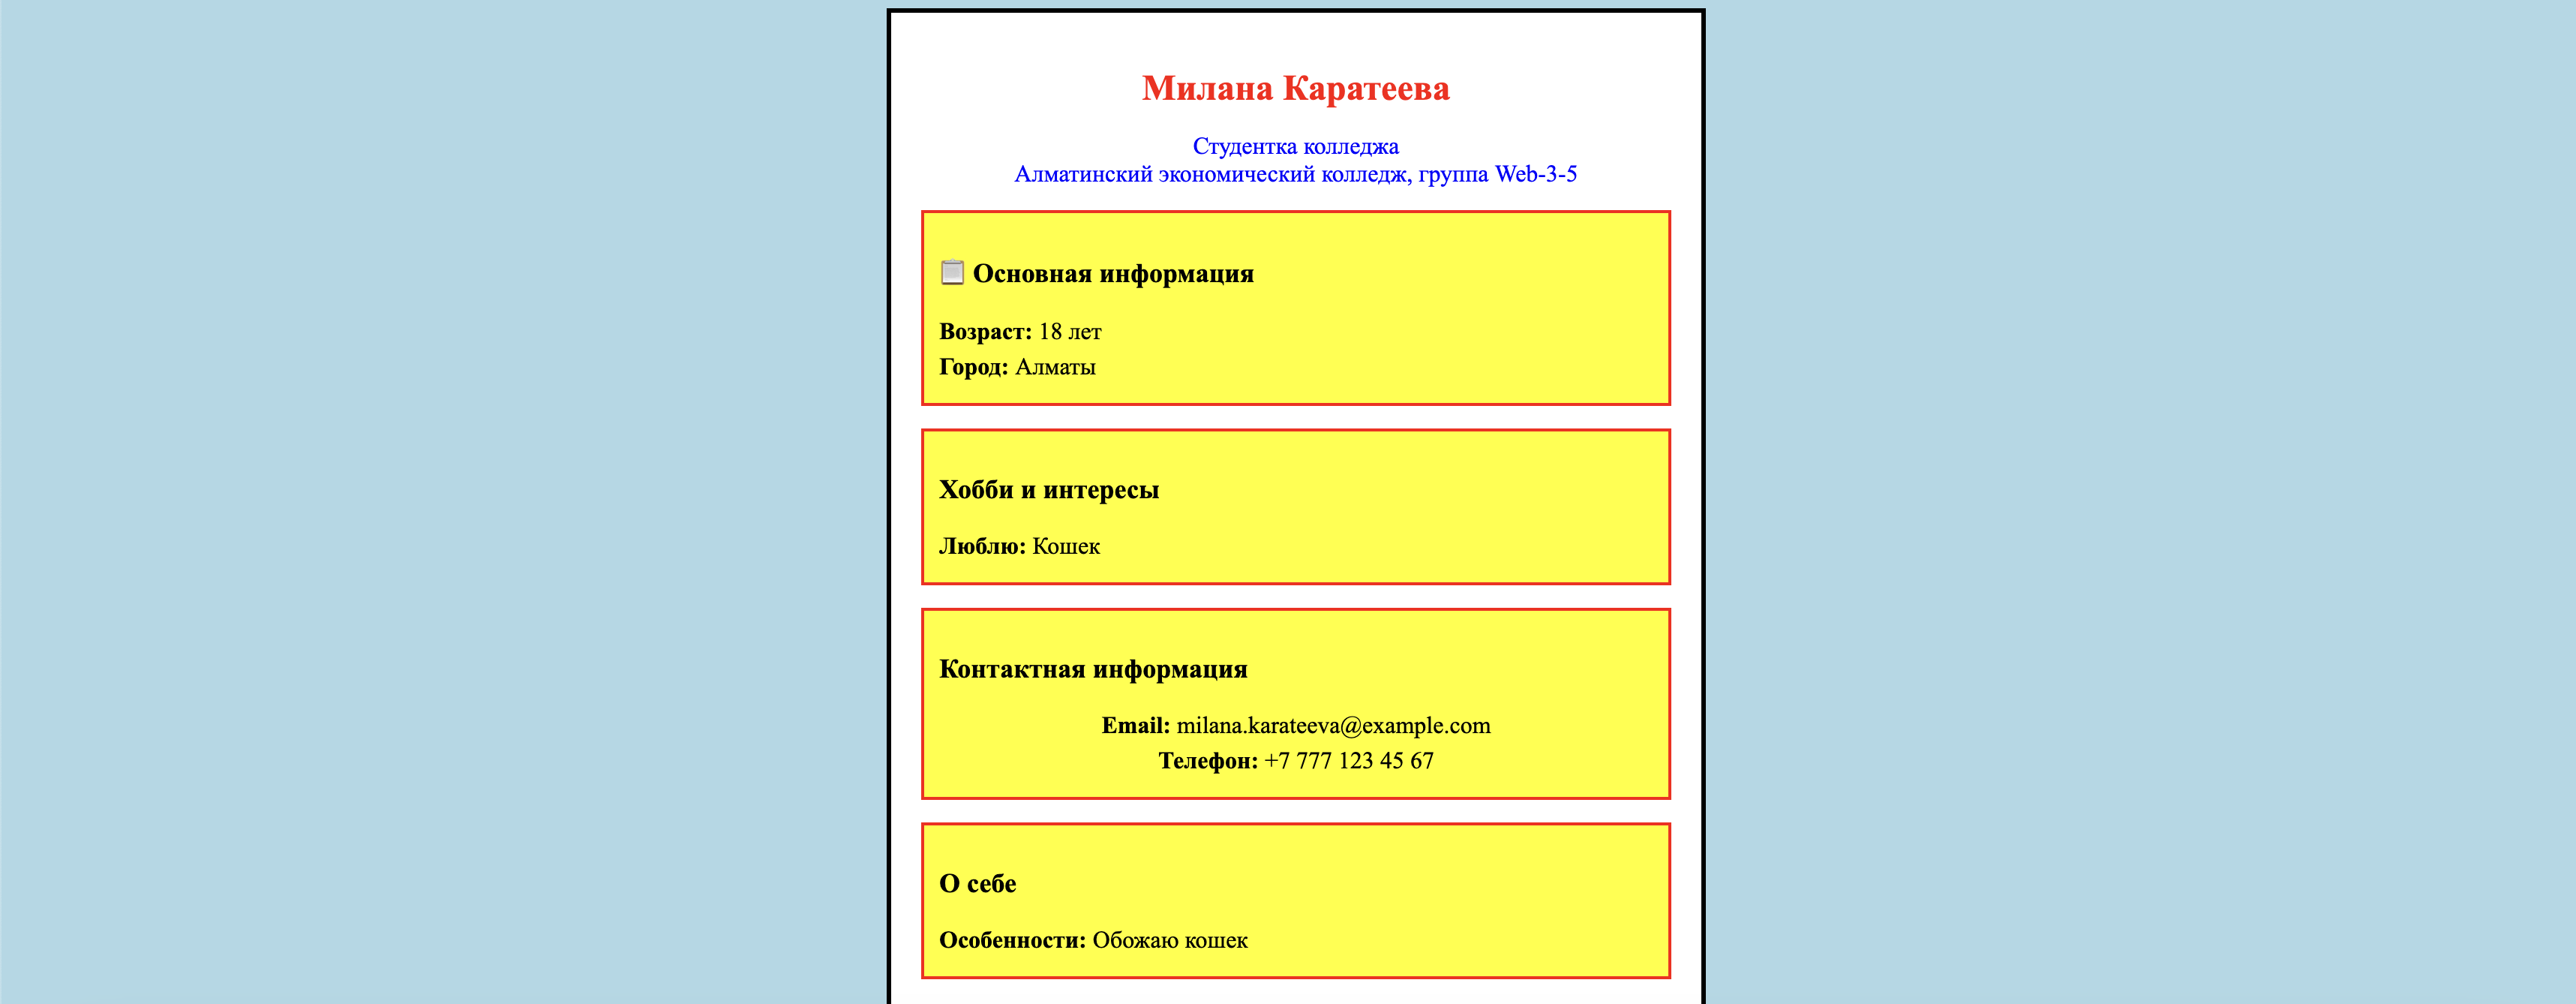 Милана Каратеева
Студентка колледжа
Алматинский экономический колледж, группа Web-3-5
📋 Основная информация
Возраст: 18 лет
Город: Алматы
Хобби и интересы
Люблю: Кошек
Контактная информация
Email: milana.karateeva@example.com
Телефон: +7 777 123 45 67
О себе
Особенности: Обожаю кошек